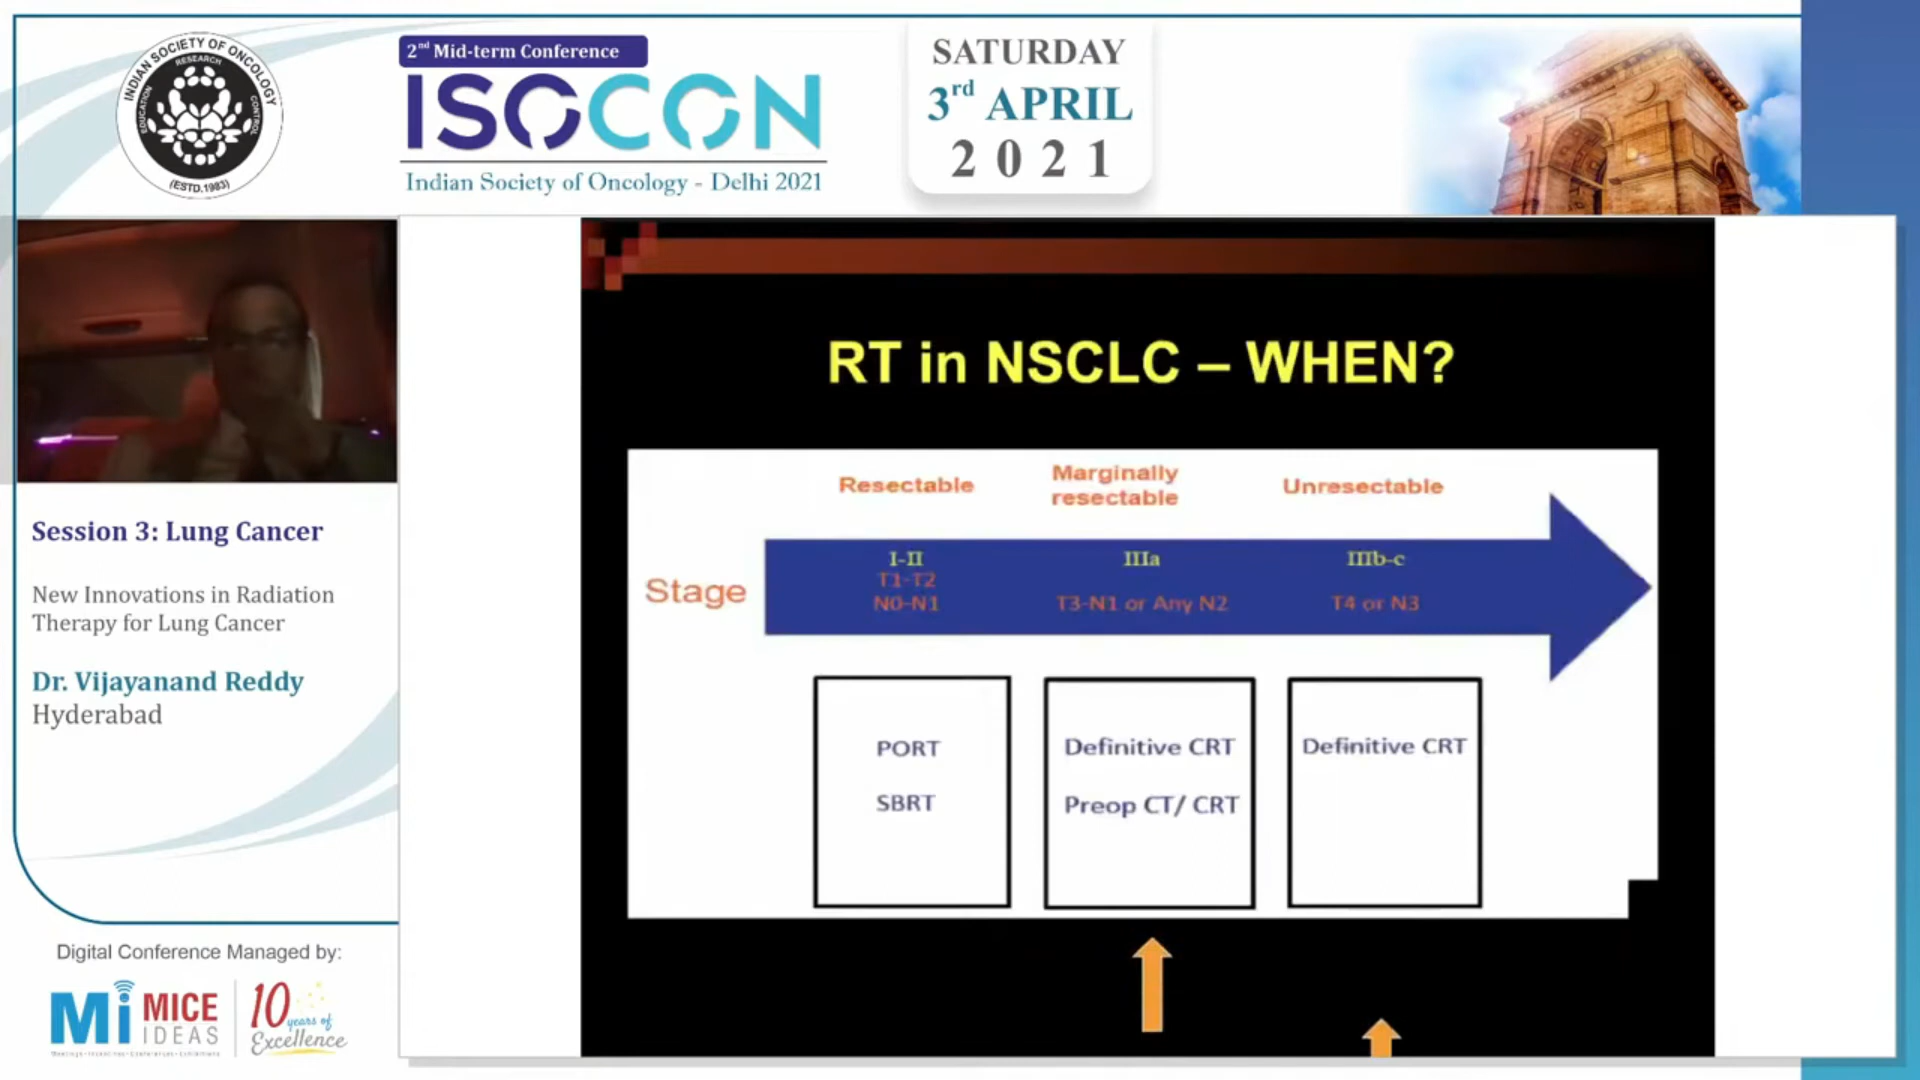 INDIAN SOCIETY OF ONCOLOGY
RESEARCH
EDUCATION
CONTROL
(ESTD.1983)
2nd Mid-term Conference
ISOCON
Indian Society of Oncology - Delhi 2021
SATURDAY
3rd APRIL
2021
Session 3: Lung Cancer
New Innovations in Radiation
Therapy for Lung Cancer
Dr. Vijayanand Reddy
Hyderabad
Digital Conference Managed by:
Mi MICE
IDEAS
10
years of
Excellence
RT in NSCLC – WHEN?
Resectable
Marginally
resectable
Unresectable
Stage
I-II
T1-T2
N0-N1
IIIa
T3-N1 or Any N2
IIIb-c
T4 or N3
PORT
SBRT
Definitive CRT
Preop CT/ CRT
Definitive CRT